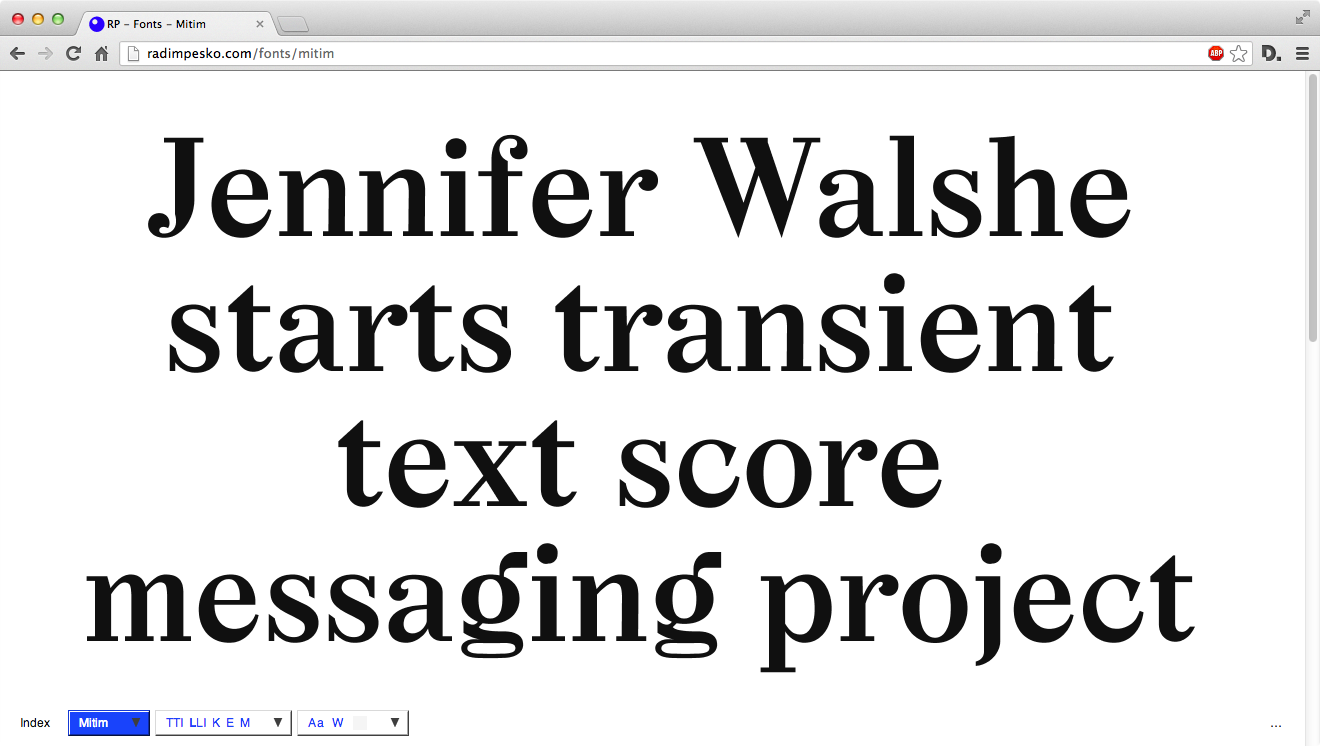 RP – Fonts – Mitim
radimpesko.com/fonts/mitim
ABP
D.
Jennifer Walshe
starts transient
text score
messaging project
Index Mitim TTI LLI K E M Aa W ...